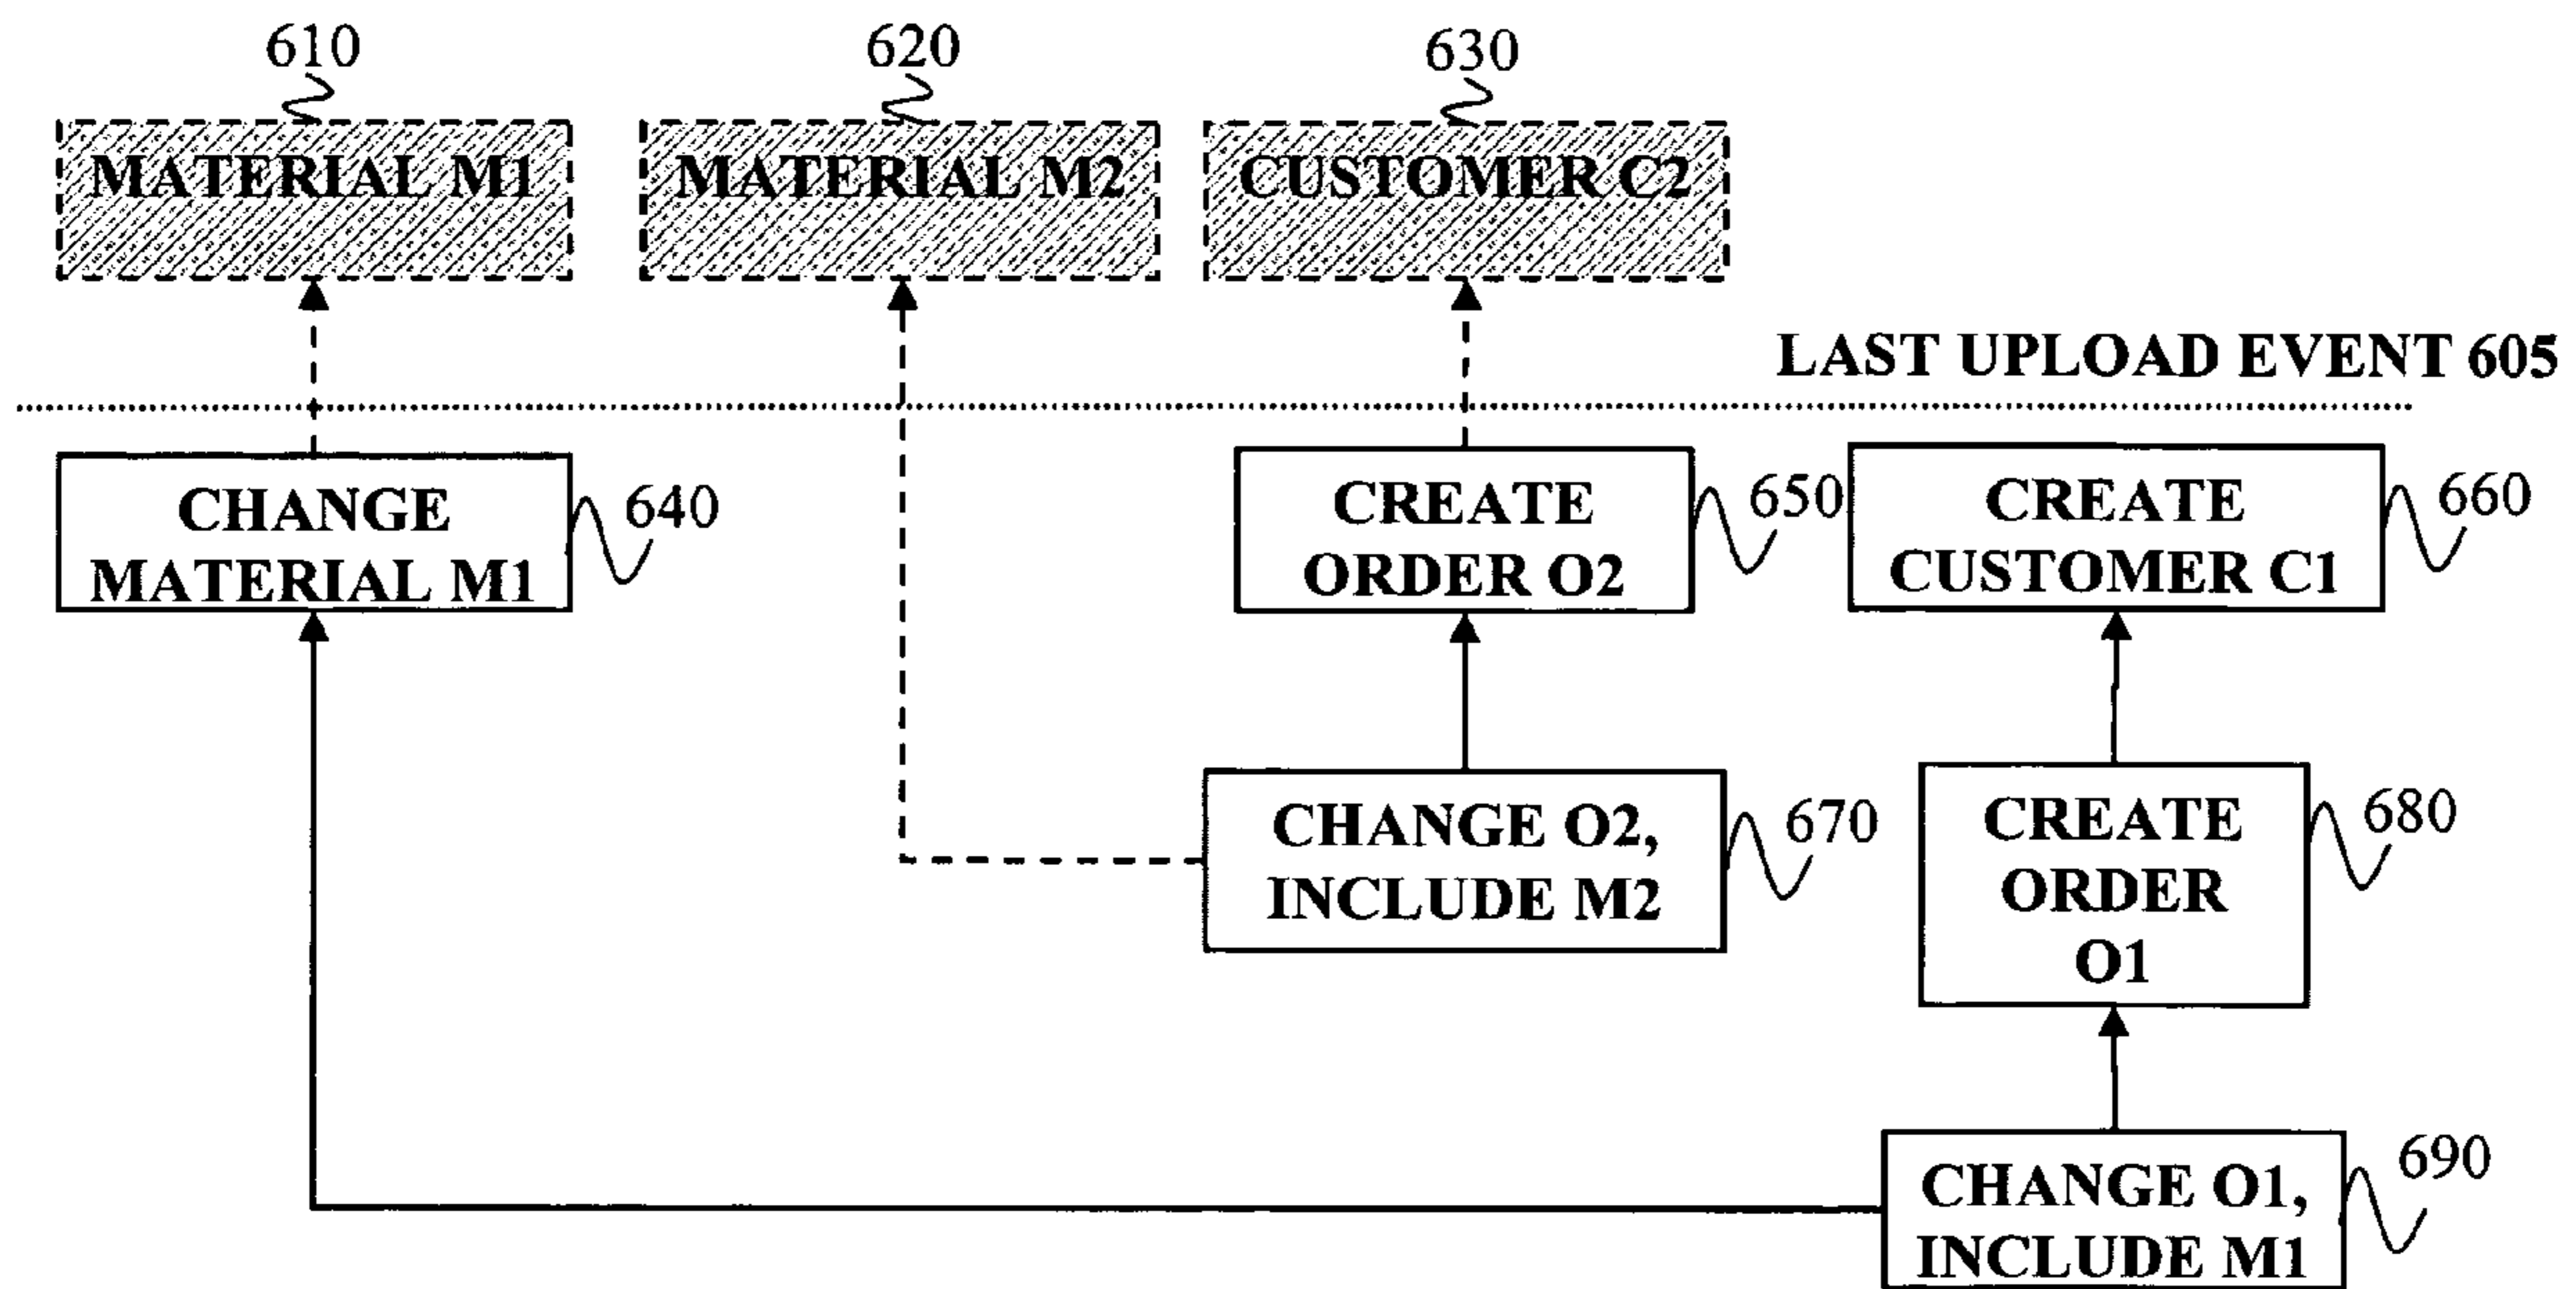 610
620
630
MATERIAL M1
MATERIAL M2
CUSTOMER C2
LAST UPLOAD EVENT 605
CHANGE
MATERIAL M1
640
CREATE
ORDER O2
650
CREATE
CUSTOMER C1
660
CHANGE O2,
INCLUDE M2
670
CREATE
ORDER
O1
680
CHANGE O1,
INCLUDE M1
690